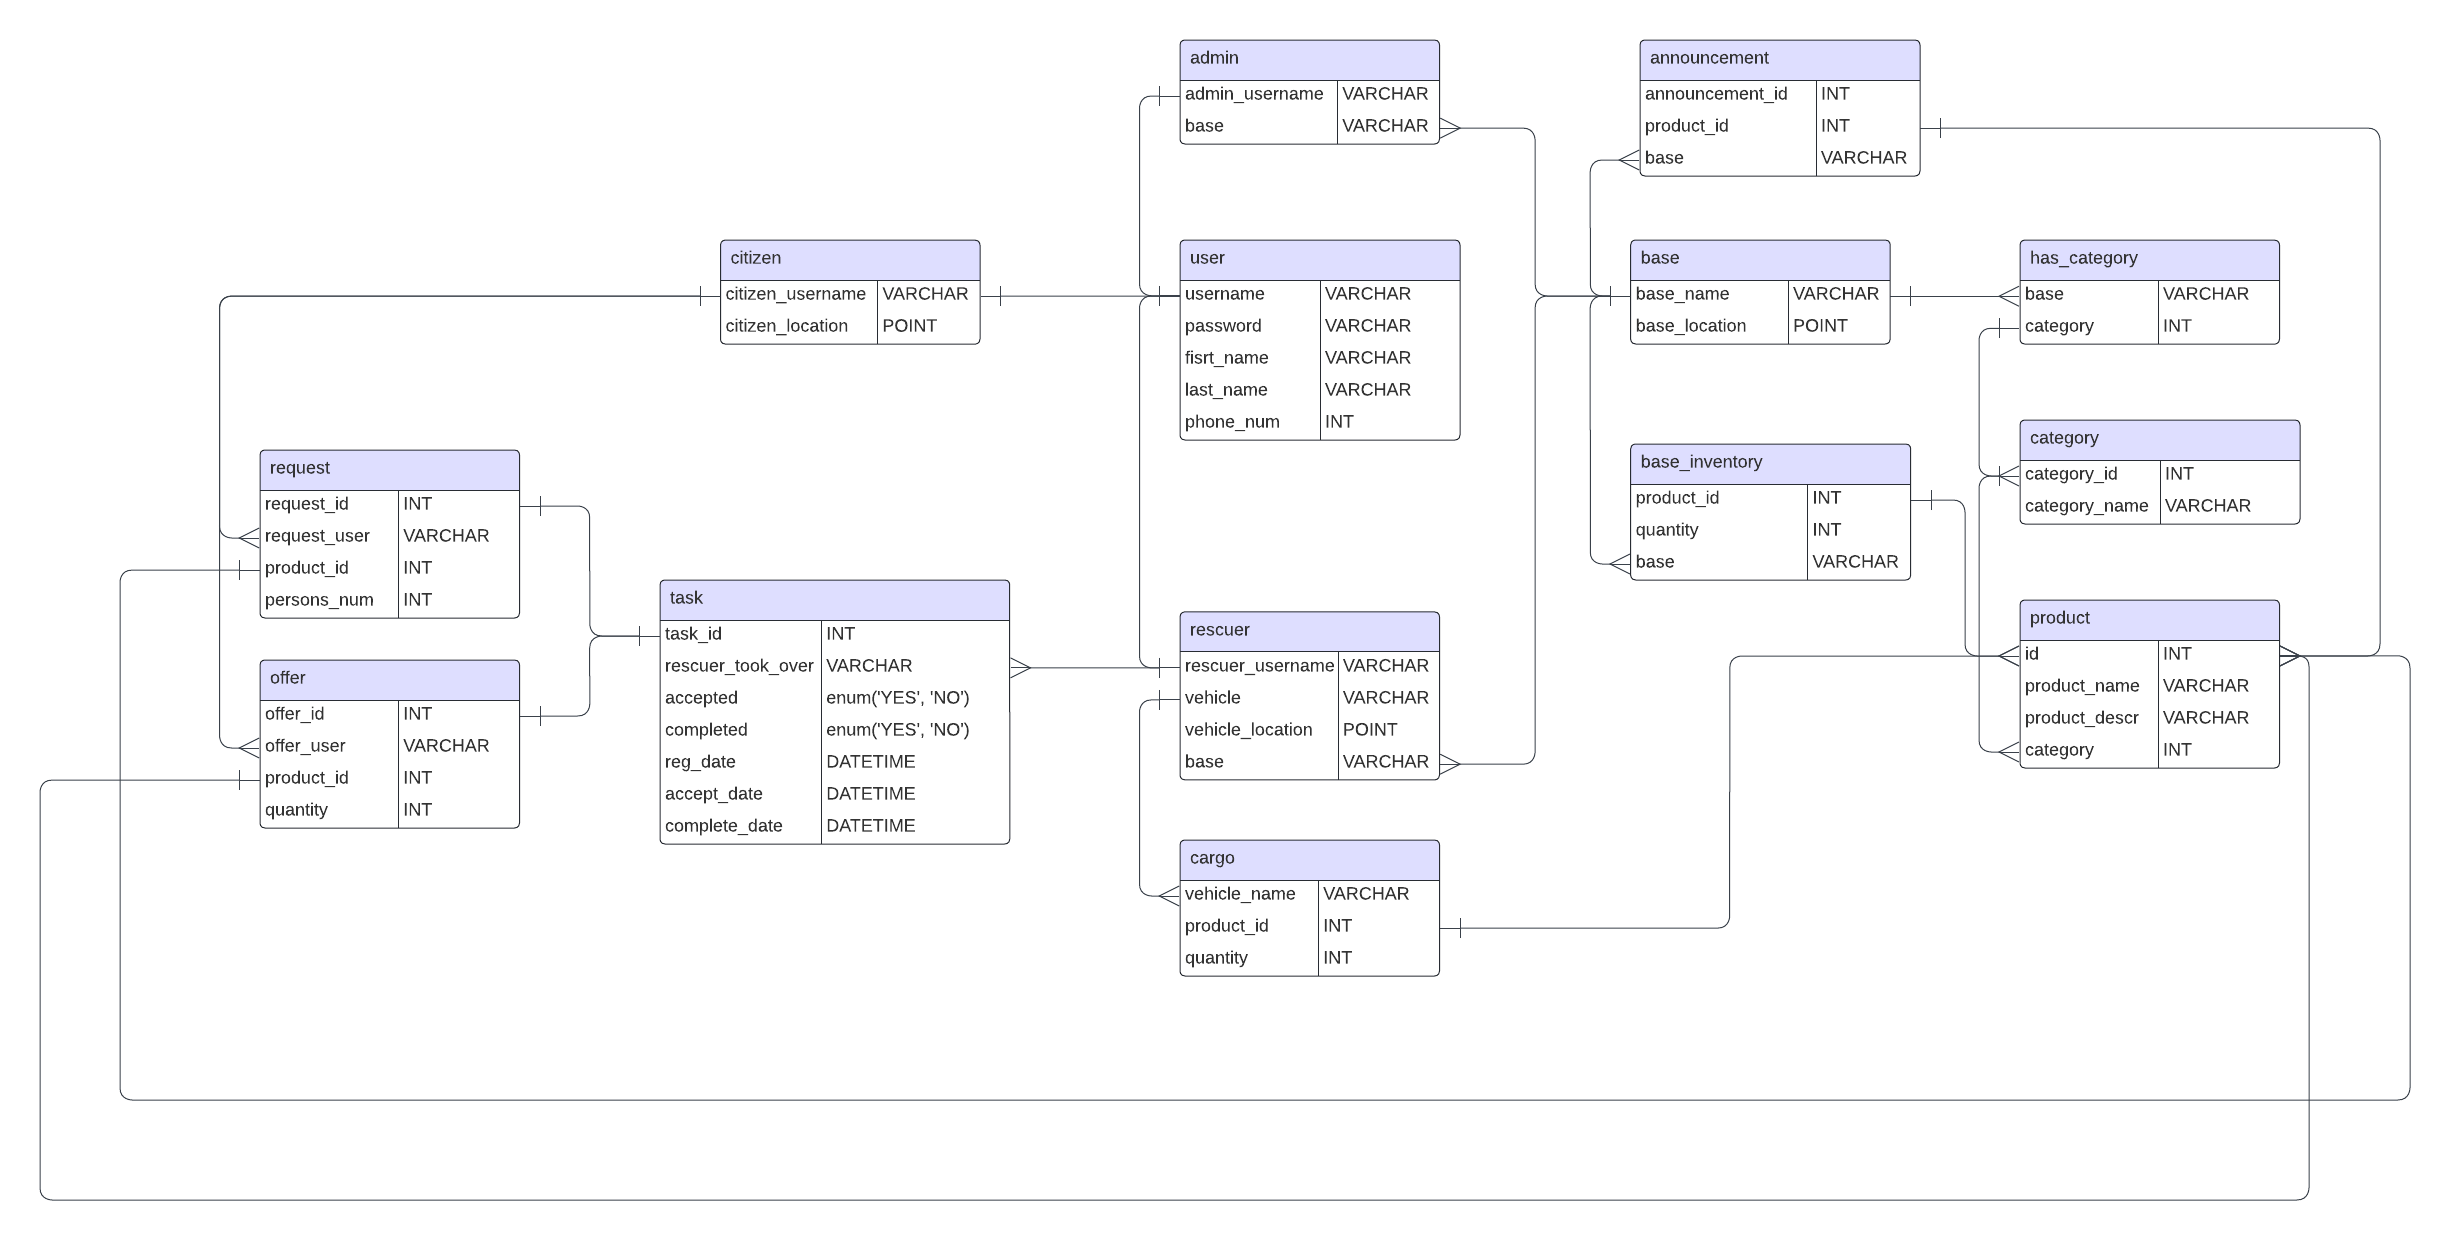 admin
admin_username VARCHAR
base VARCHAR
announcement
announcement_id INT
product_id INT
base VARCHAR
citizen
citizen_username VARCHAR
citizen_location POINT
user
username VARCHAR
password VARCHAR
fisrt_name VARCHAR
last_name VARCHAR
phone_num INT
base
base_name VARCHAR
base_location POINT
has_category
base VARCHAR
category INT
category
category_id INT
category_name VARCHAR
request
request_id INT
request_user VARCHAR
product_id INT
persons_num INT
base_inventory
product_id INT
quantity INT
base VARCHAR
task
task_id INT
rescuer_took_over VARCHAR
accepted enum('YES', 'NO')
completed enum('YES', 'NO')
reg_date DATETIME
accept_date DATETIME
complete_date DATETIME
rescuer
rescuer_username VARCHAR
vehicle VARCHAR
vehicle_location POINT
base VARCHAR
product
id INT
product_name VARCHAR
product_descr VARCHAR
category INT
offer
offer_id INT
offer_user VARCHAR
product_id INT
quantity INT
cargo
vehicle_name VARCHAR
product_id INT
quantity INT